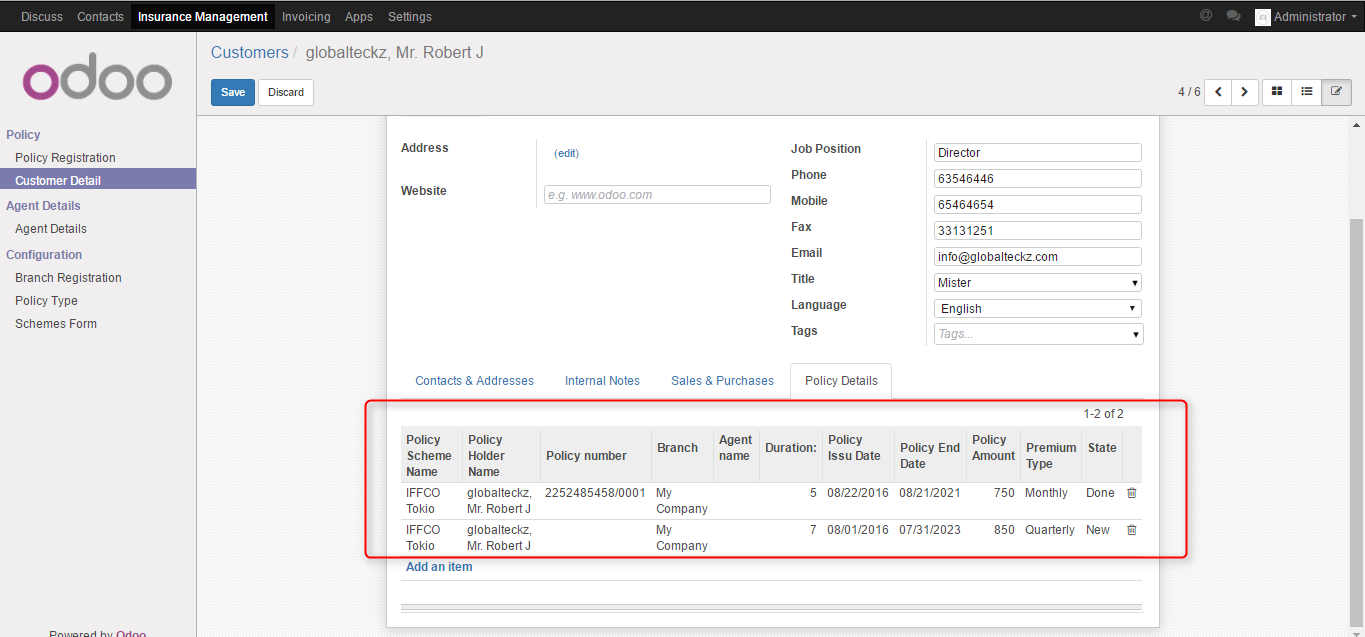 Discuss Contacts Insurance Management Invoicing Apps Settings @ Administrator
odoo
Customers / globalteckz, Mr. Robert J
Save Discard 4 / 6
Policy
Policy Registration
Customer Detail
Agent Details
Agent Details
Configuration
Branch Registration
Policy Type
Schemes Form
Powered by Odoo
Address (edit)
Website e.g. www.odoo.com
Job Position Director
Phone 63546446
Mobile 65464654
Fax 33131251
Email info@globalteckz.com
Title Mister
Language English
Tags Tags...
Contacts & Addresses Internal Notes Sales & Purchases Policy Details
1-2 of 2
Policy Scheme Name Policy Holder Name Policy number Branch Agent name Duration: Policy Issu Date Policy End Date Policy Amount Premium Type State
IFFCO Tokio globalteckz, Mr. Robert J 2252485458/0001 My Company 5 08/22/2016 08/21/2021 750 Monthly Done
IFFCO Tokio globalteckz, Mr. Robert J My Company 7 08/01/2016 07/31/2023 850 Quarterly New
Add an item